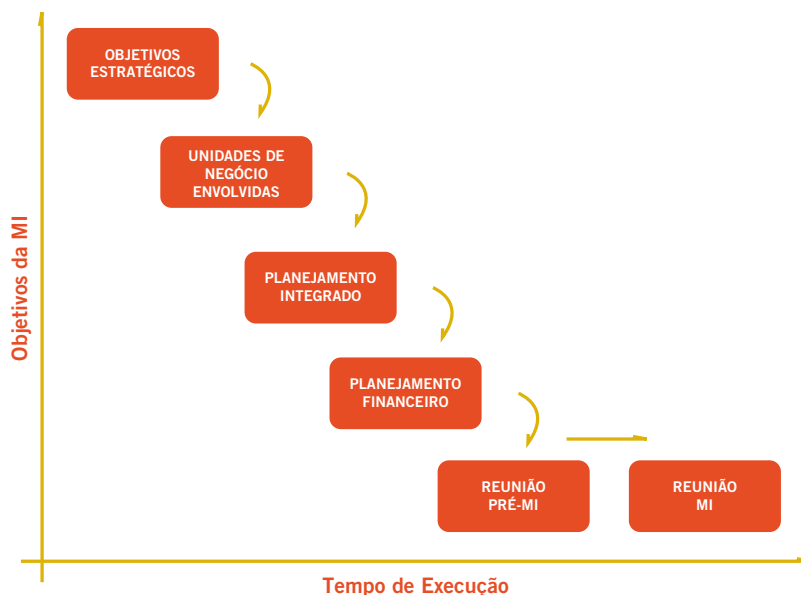 OBJETIVOS
ESTRATÉGICOS
UNIDADES DE
NEGÓCIO
ENVOLVIDAS
PLANEJAMENTO
INTEGRADO
PLANEJAMENTO
FINANCEIRO
REUNIÃO
PRÉ-MI
REUNIÃO
MI
Objetivos da MI
Tempo de Execução